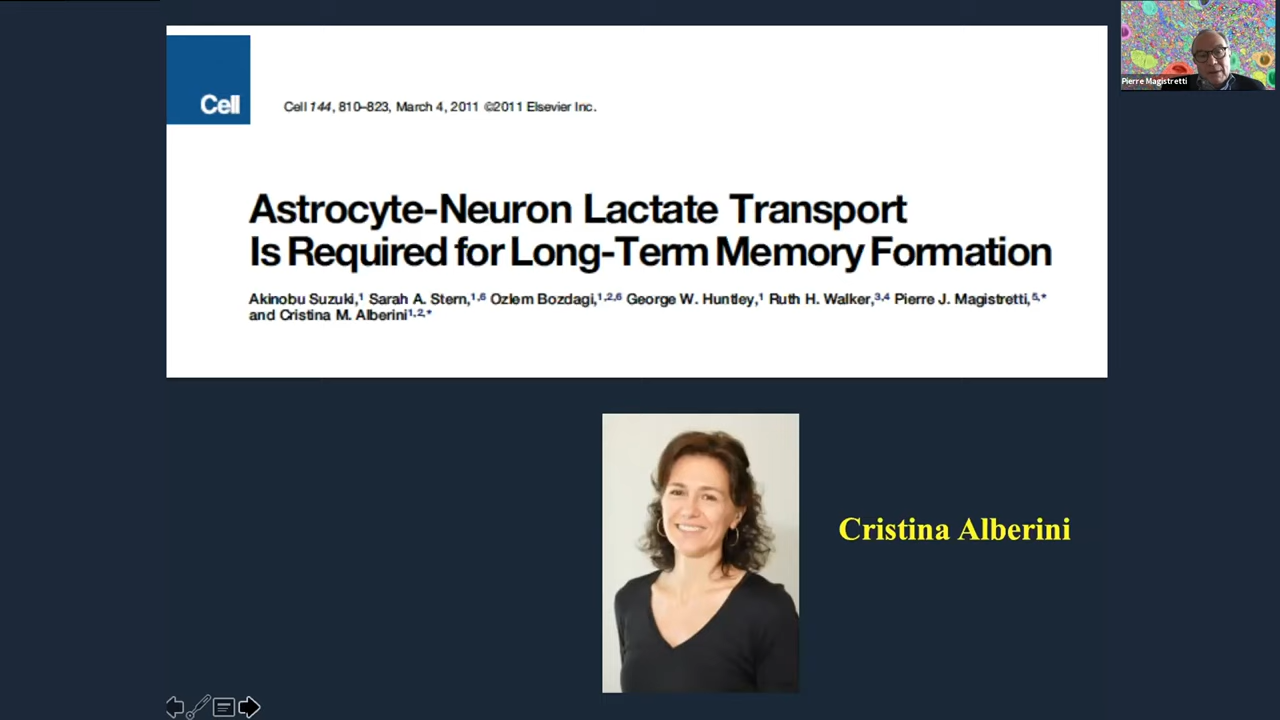 Cell
Cell 144, 810–823, March 4, 2011 ©2011 Elsevier Inc.
Astrocyte-Neuron Lactate Transport
Is Required for Long-Term Memory Formation
Akinobu Suzuki,1 Sarah A. Stern,1,6 Ozlem Bozdagi,1,2,6 George W. Huntley,1 Ruth H. Walker,3,4 Pierre J. Magistretti,5,*
and Cristina M. Alberini1,2,*
Pierre Magistretti
Cristina Alberini